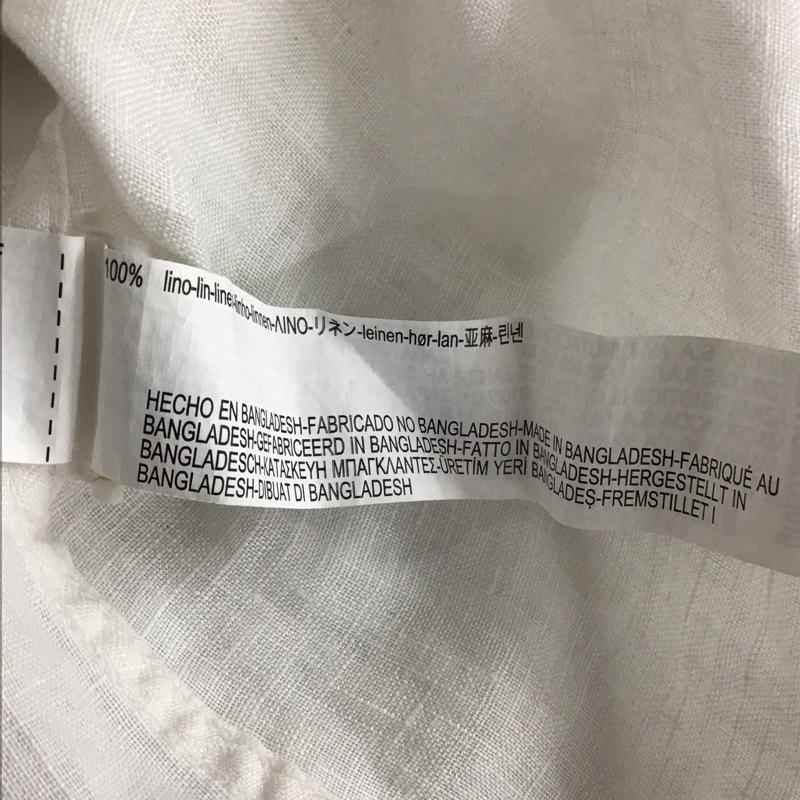 100% lino-lin-line-linho-linnen-ΛΙΝΟ-リネン-leinen-hør-lan-亚麻-린넨
HECHO EN BANGLADESH-FABRICADO NO BANGLADESH-MADE IN BANGLADESH-FABRIQUÉ AU
BANGLADESH-GEFABRICEERD IN BANGLADESH-FATTO IN BANGLADESH-HERGESTELLT IN
BANGLADESCH-ΚΑΤΑΣΚΕΥΗ ΜΠΑΓΚΛΑΝΤΕΣ-ÜRETİM YERİ BANGLADEŞ-FREMSTILLET I
BANGLADESH-DIBUAT DI BANGLADESH